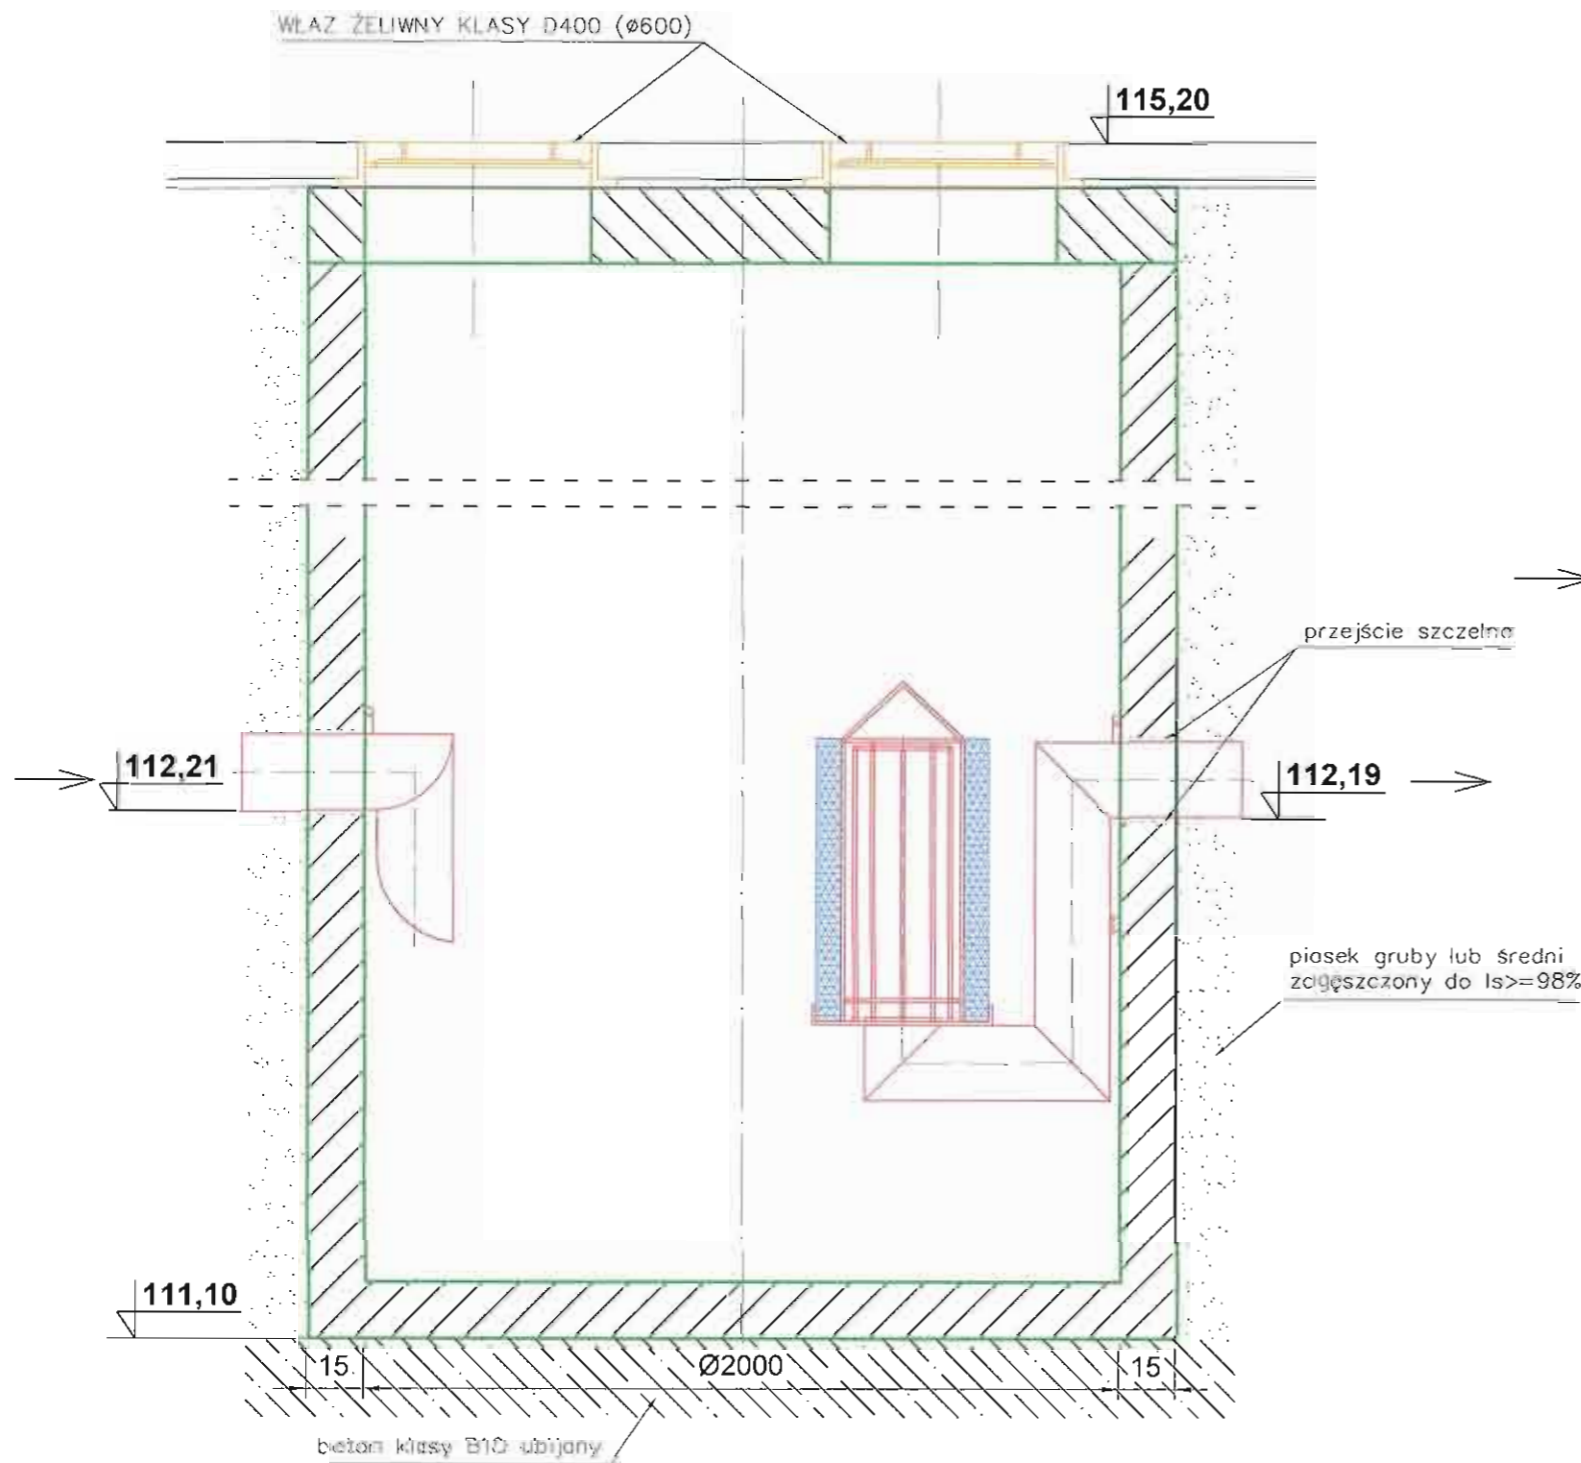 WŁAZ ŻELIWNY KLASY D400 (ø600)
115,20
przejście szczelne
112,21
112,19
piasek gruby lub średni
zagęszczony do Is>=98%
111,10
15
Ø2000
15
beton klasy B10 ubijany